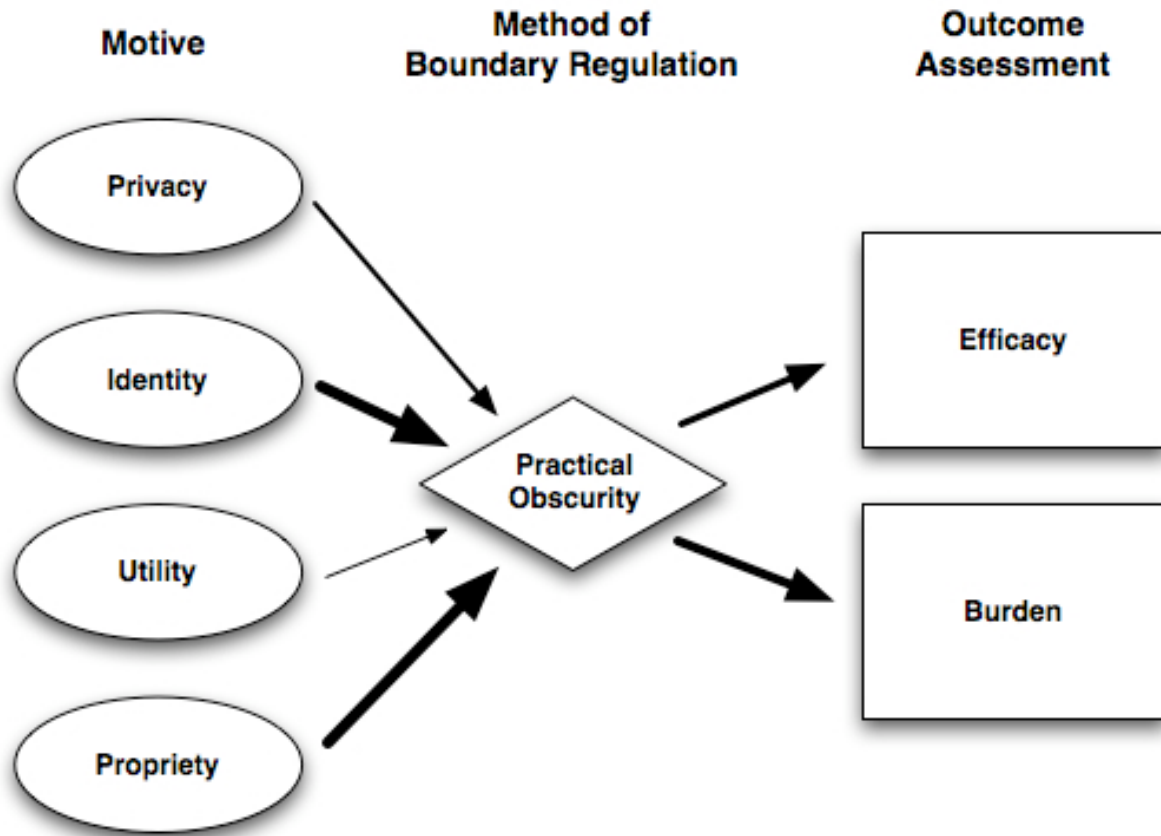 Motive
Method of
Boundary Regulation
Outcome
Assessment
Privacy
Identity
Utility
Propriety
Practical
Obscurity
Efficacy
Burden